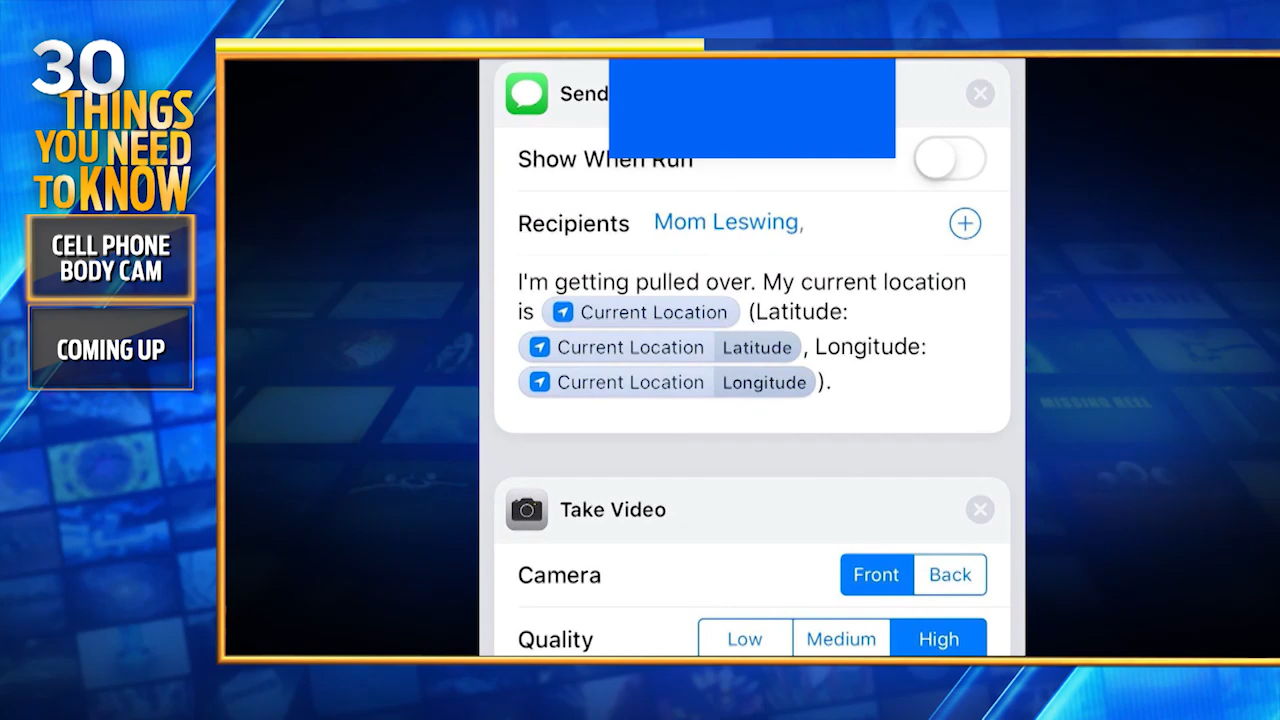 30
THINGS
YOU NEED
TO KNOW
CELL PHONE
BODY CAM
COMING UP
Send
Show When Run
Recipients Mom Leswing,
I'm getting pulled over. My current location
is Current Location (Latitude:
Current Location Latitude , Longitude:
Current Location Longitude ).
Take Video
Camera Front Back
Quality Low Medium High
MISSING REEL